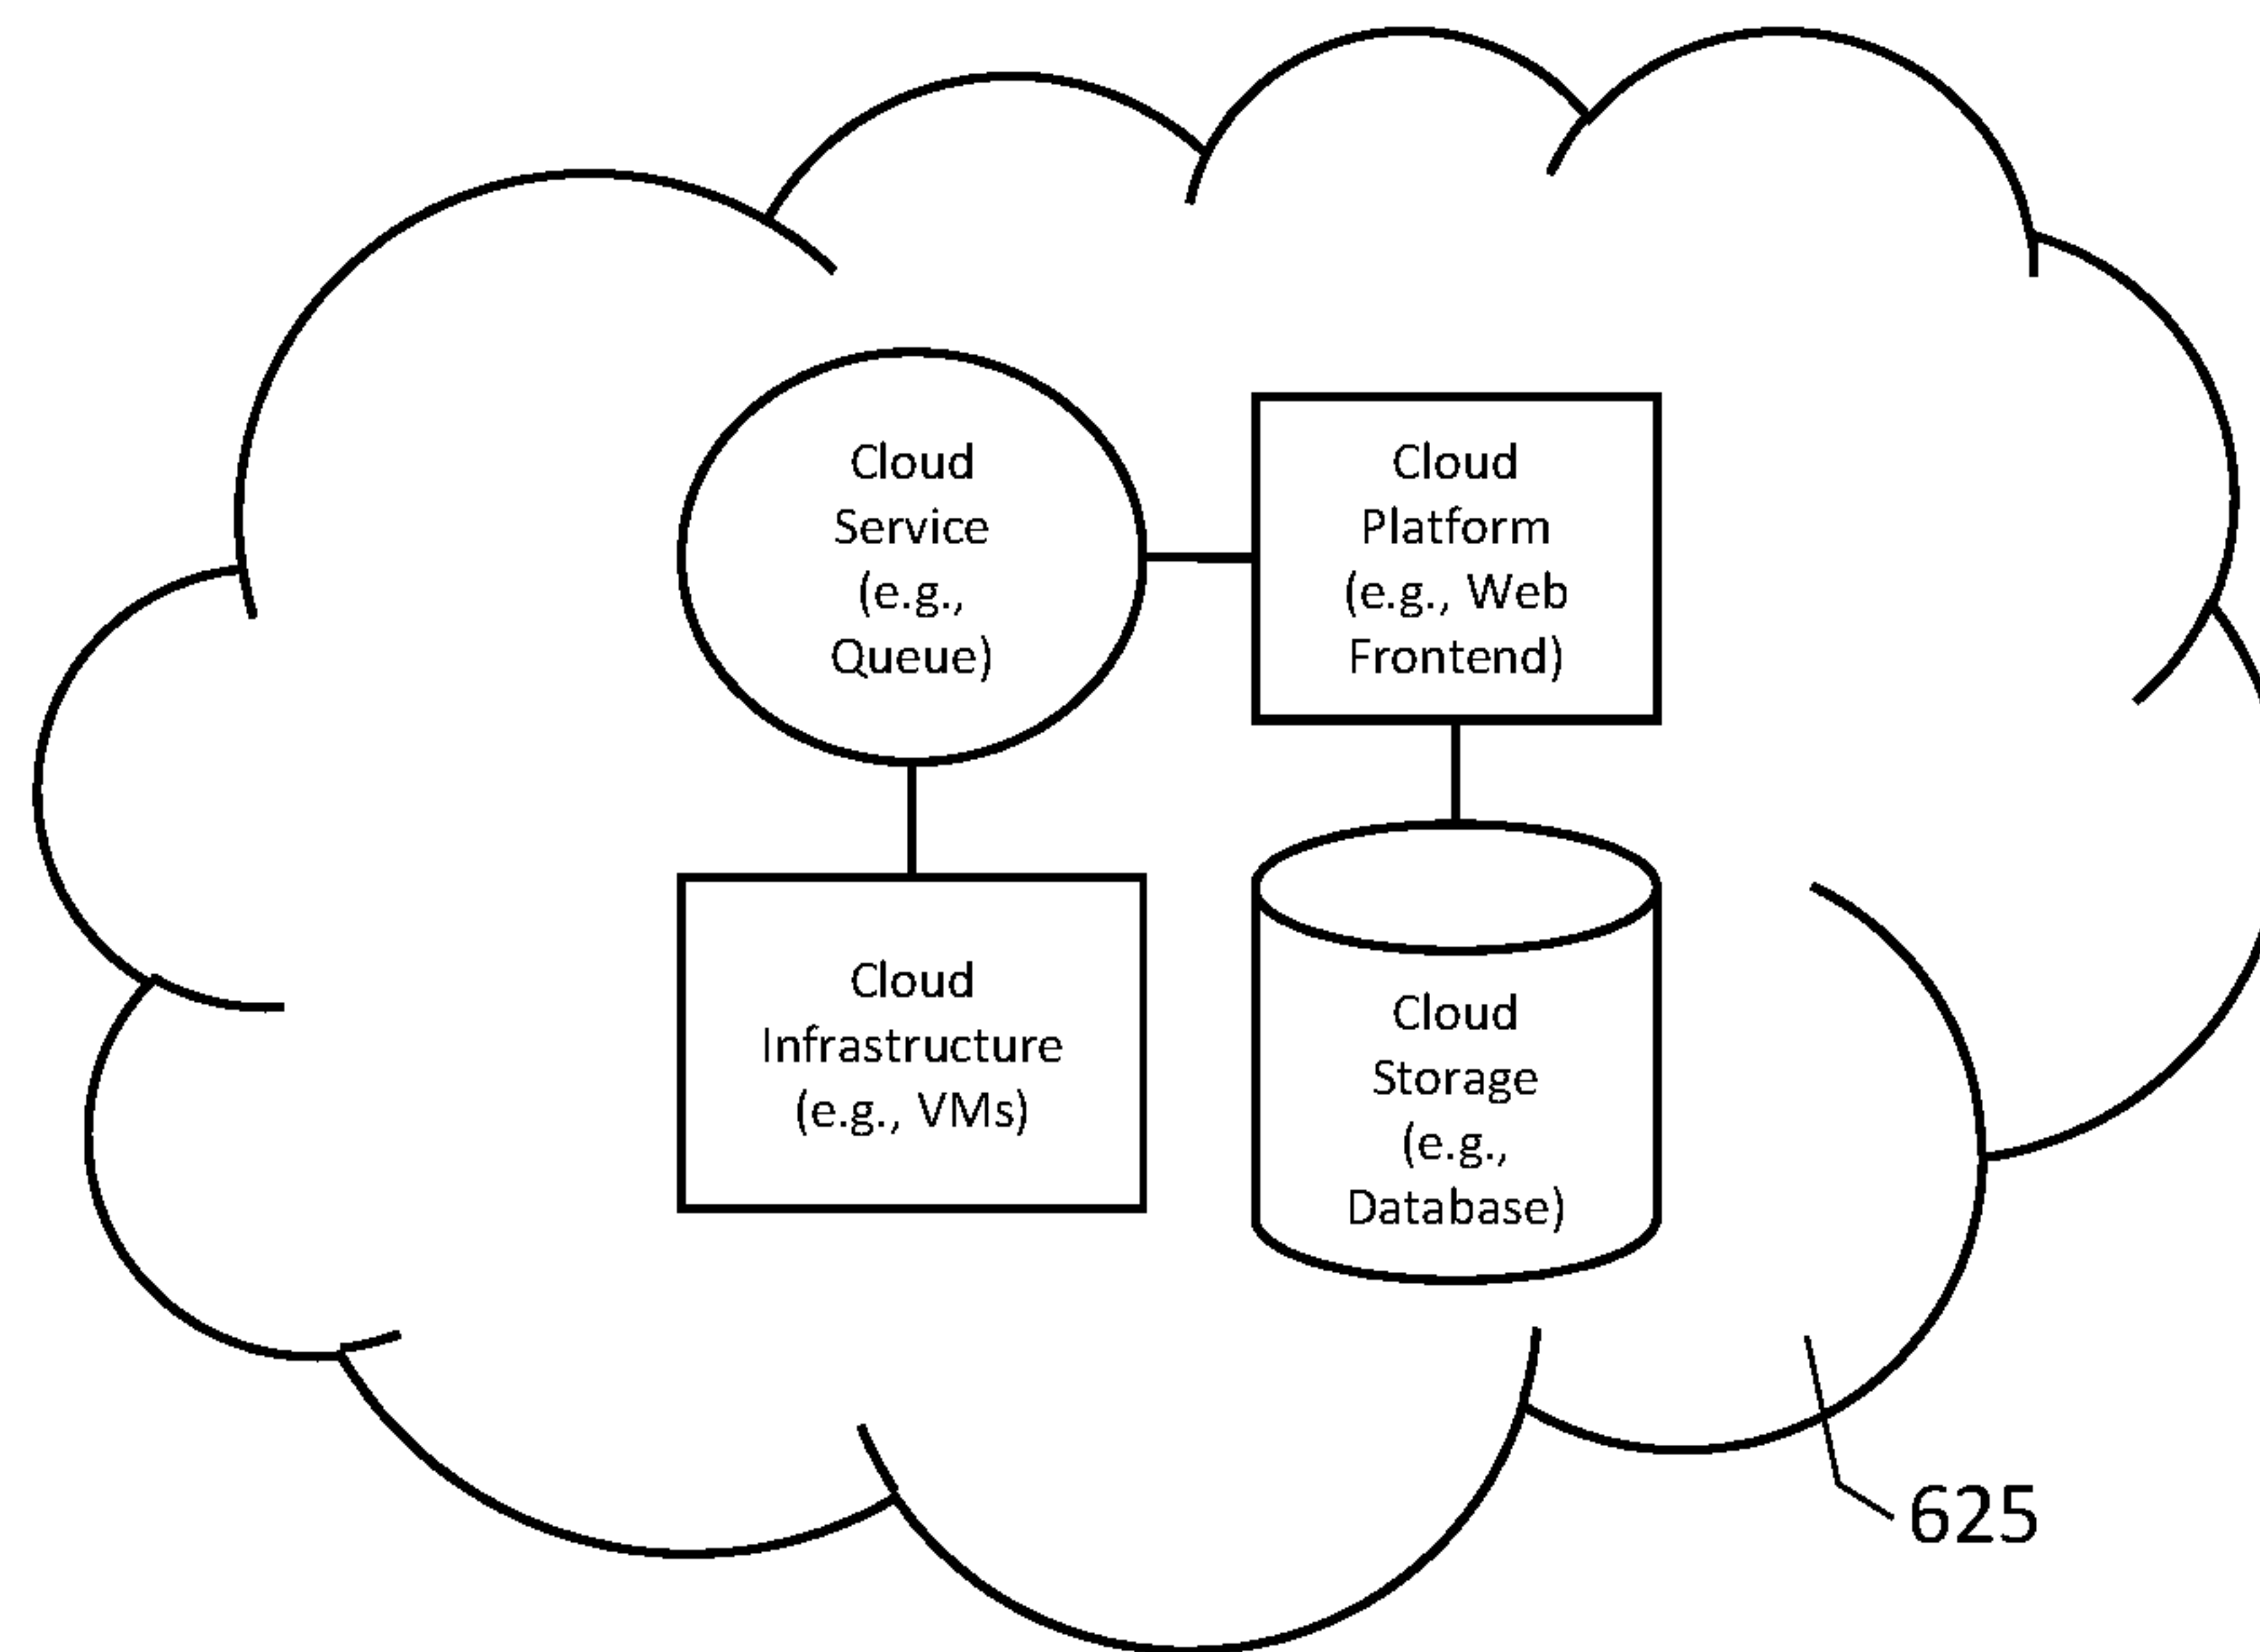 Cloud
Service
(e.g.,
Queue)
Cloud
Platform
(e.g., Web
Frontend)
Cloud
Infrastructure
(e.g., VMs)
Cloud
Storage
(e.g.,
Database)
625